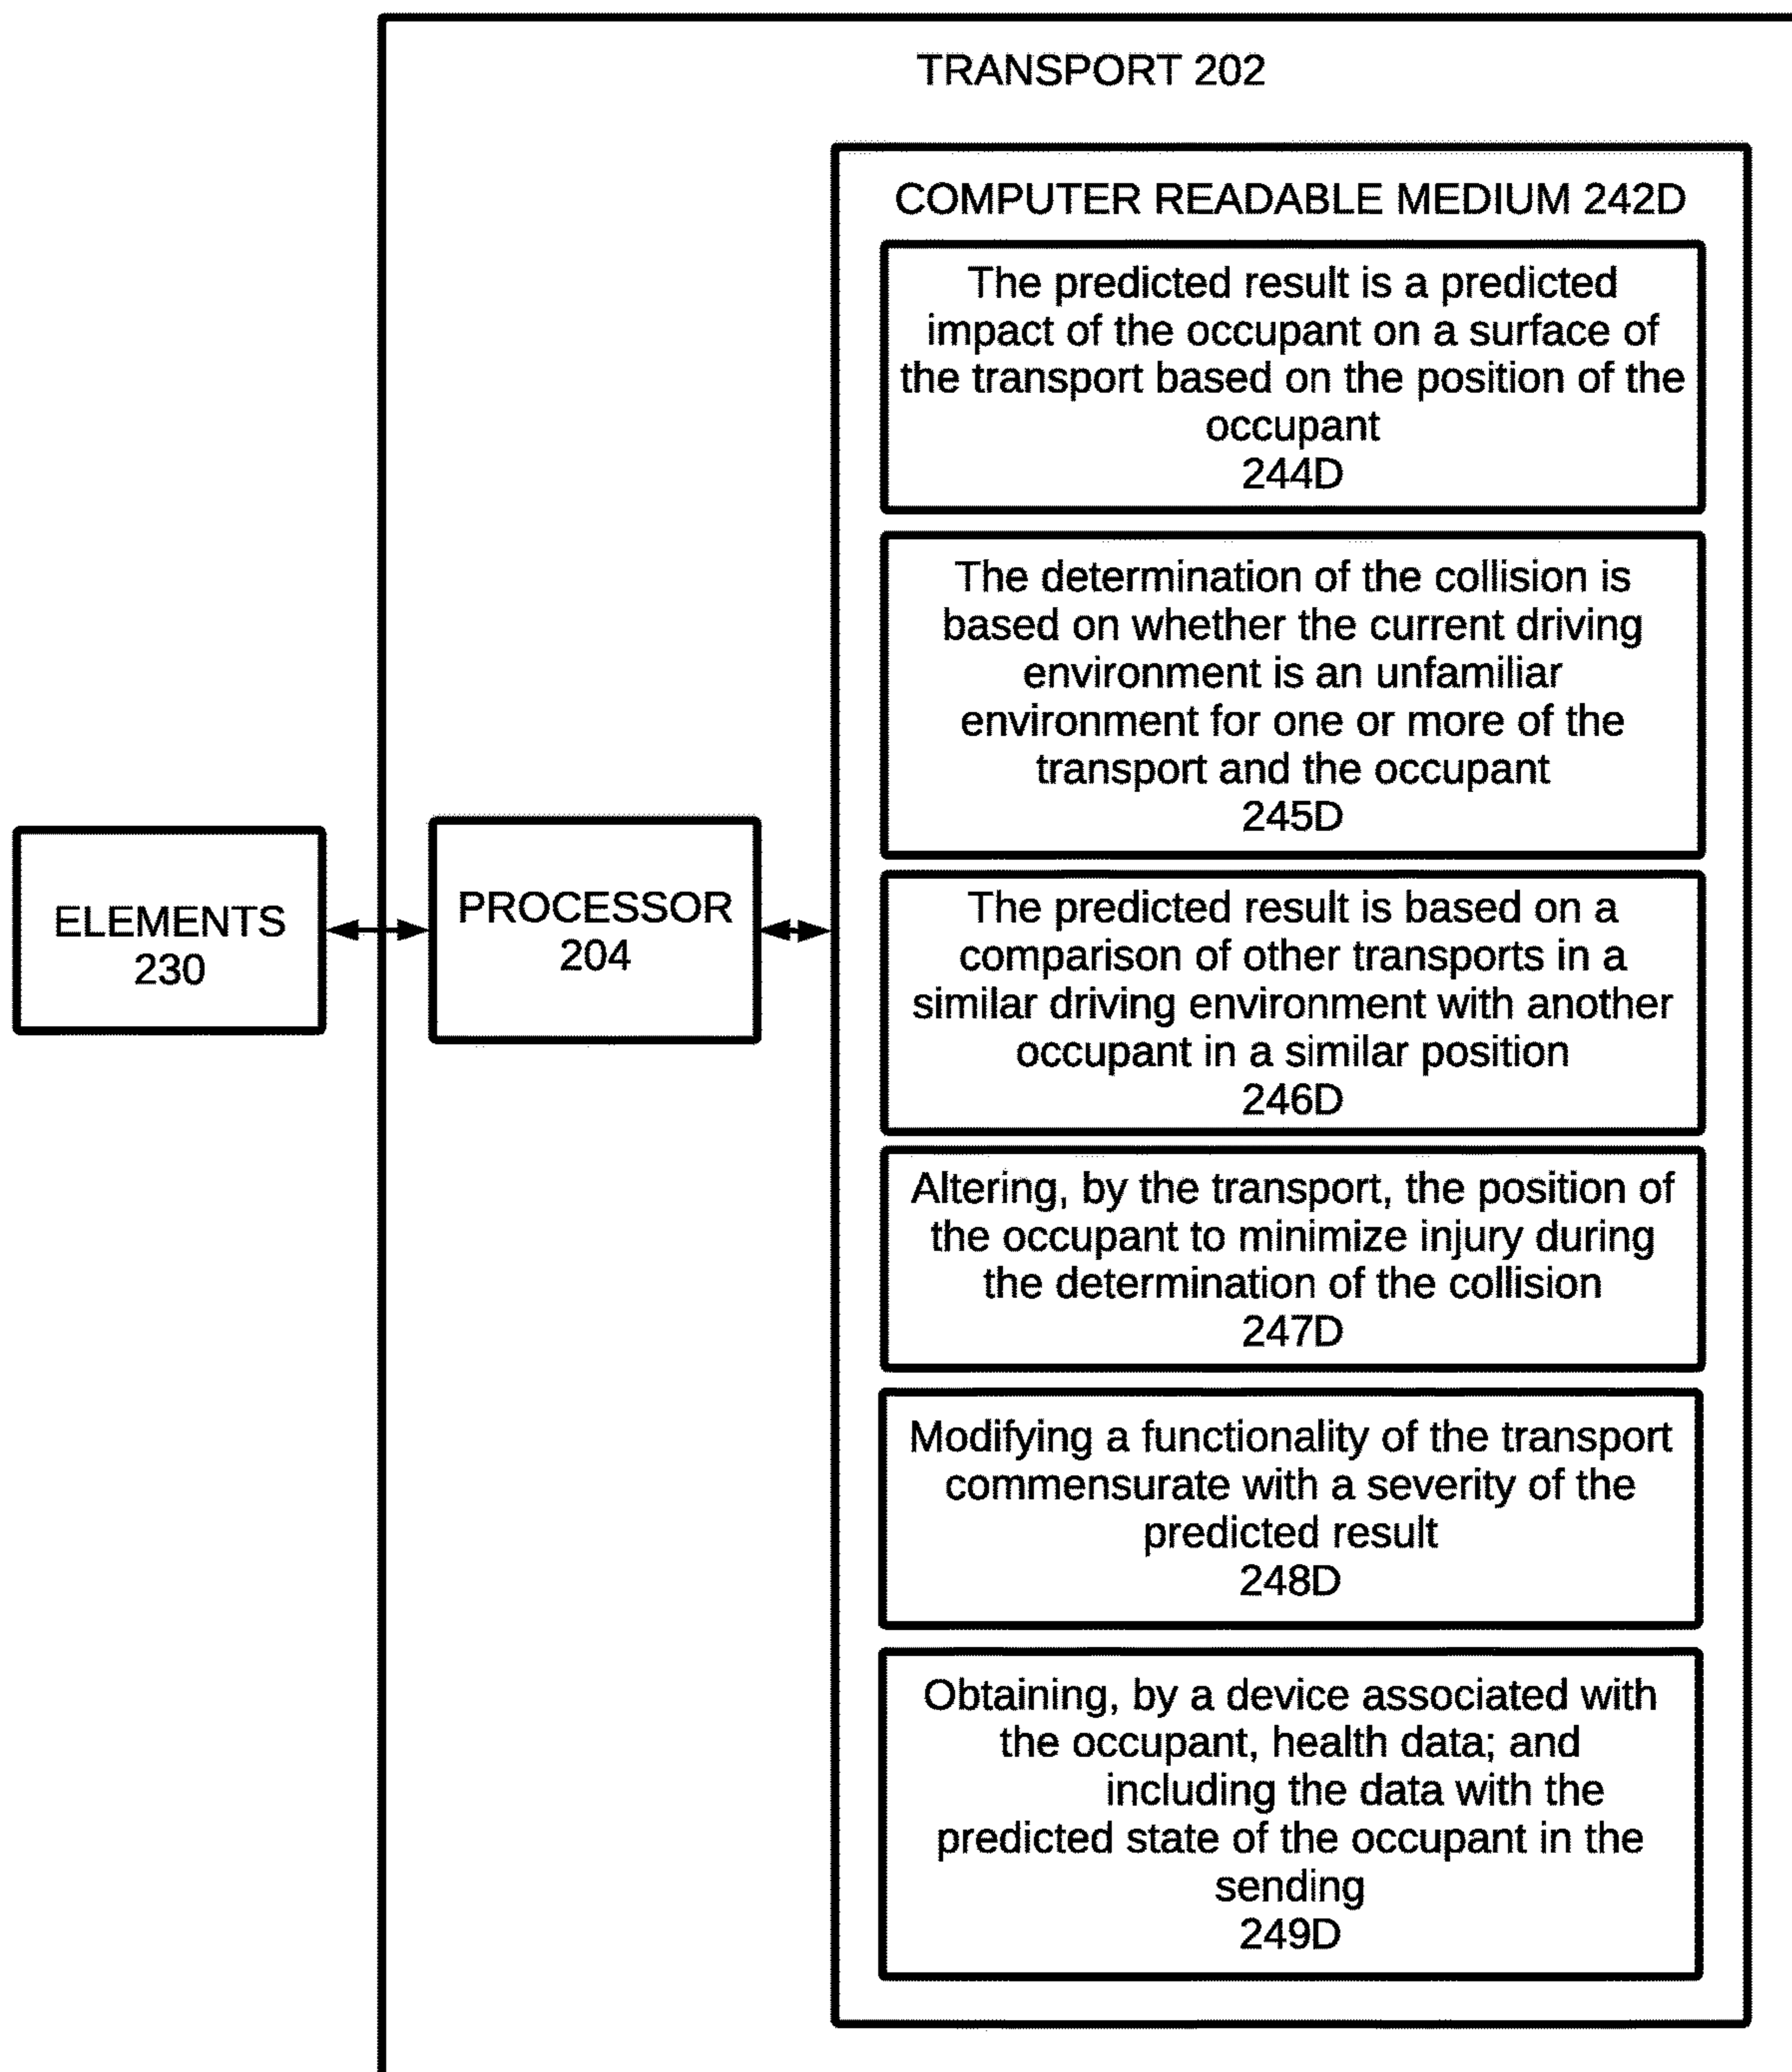 TRANSPORT 202
COMPUTER READABLE MEDIUM 242D
The predicted result is a predicted
impact of the occupant on a surface of
the transport based on the position of the
occupant
244D
The determination of the collision is
based on whether the current driving
environment is an unfamiliar
environment for one or more of the
transport and the occupant
245D
ELEMENTS
230
PROCESSOR
204
The predicted result is based on a
comparison of other transports in a
similar driving environment with another
occupant in a similar position
246D
Altering, by the transport, the position of
the occupant to minimize injury during
the determination of the collision
247D
Modifying a functionality of the transport
commensurate with a severity of the
predicted result
248D
Obtaining, by a device associated with
the occupant, health data; and
including the data with the
predicted state of the occupant in the
sending
249D